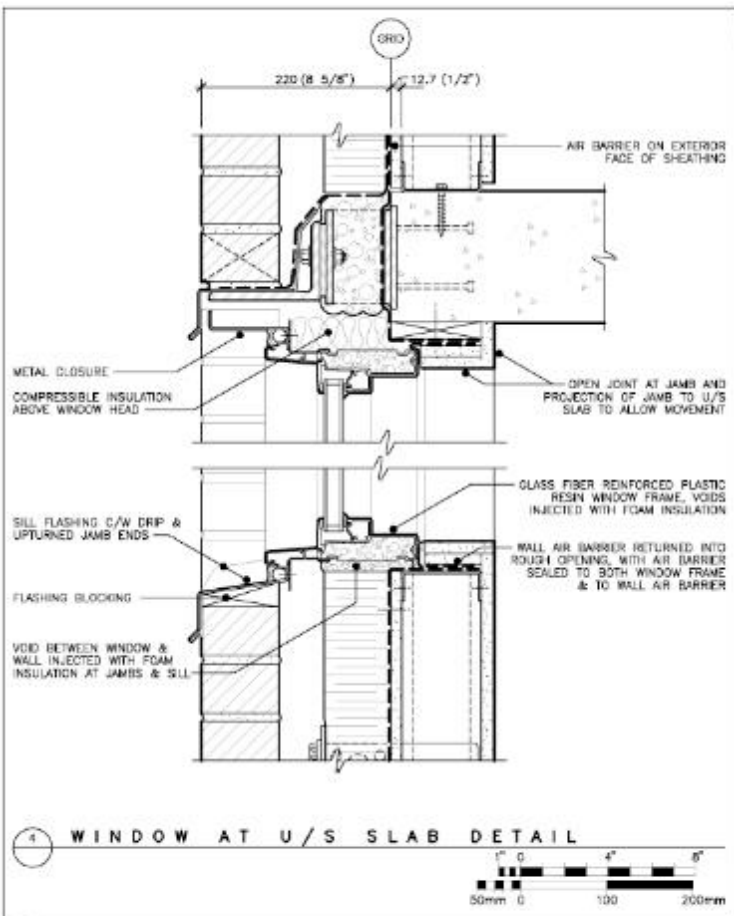 GRID
220 (8 5/8") 12.7 (1/2")
AIR BARRIER ON EXTERIOR
FACE OF SHEATHING
METAL CLOSURE
COMPRESSIBLE INSULATION
ABOVE WINDOW HEAD
OPEN JOINT AT JAMB AND
PROJECTION OF JAMB TO U/S
SLAB TO ALLOW MOVEMENT
GLASS FIBER REINFORCED PLASTIC
RESIN WINDOW FRAME, VOIDS
INJECTED WITH FOAM INSULATION
SILL FLASHING C/W DRIP &
UPTURNED JAMB ENDS
WALL AIR BARRIER RETURNED INTO
ROUGH OPENING, WITH AIR BARRIER
SEALED TO BOTH WINDOW FRAME
& TO WALL AIR BARRIER
FLASHING BLOCKING
VOID BETWEEN WINDOW &
WALL INJECTED WITH FOAM
INSULATION AT JAMBS & SILL
4 WINDOW AT U/S SLAB DETAIL
1" 0 4" 8"
50mm 0 100 200mm